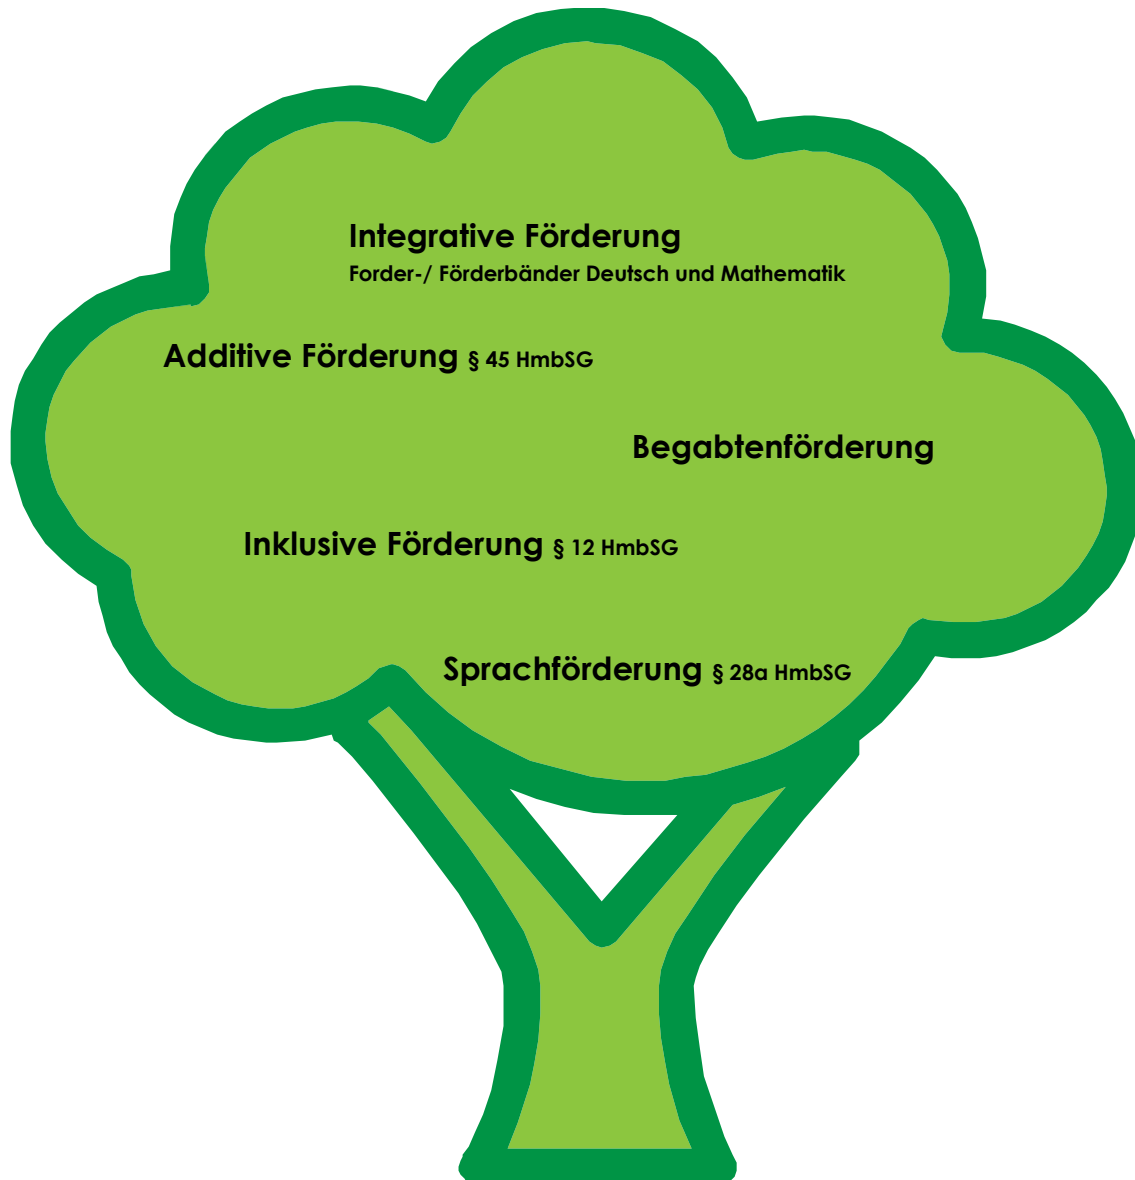 Integrative Förderung
Forder-/ Förderbänder Deutsch und Mathematik
Additive Förderung § 45 HmbSG
Begabtenförderung
Inklusive Förderung § 12 HmbSG
Sprachförderung § 28a HmbSG